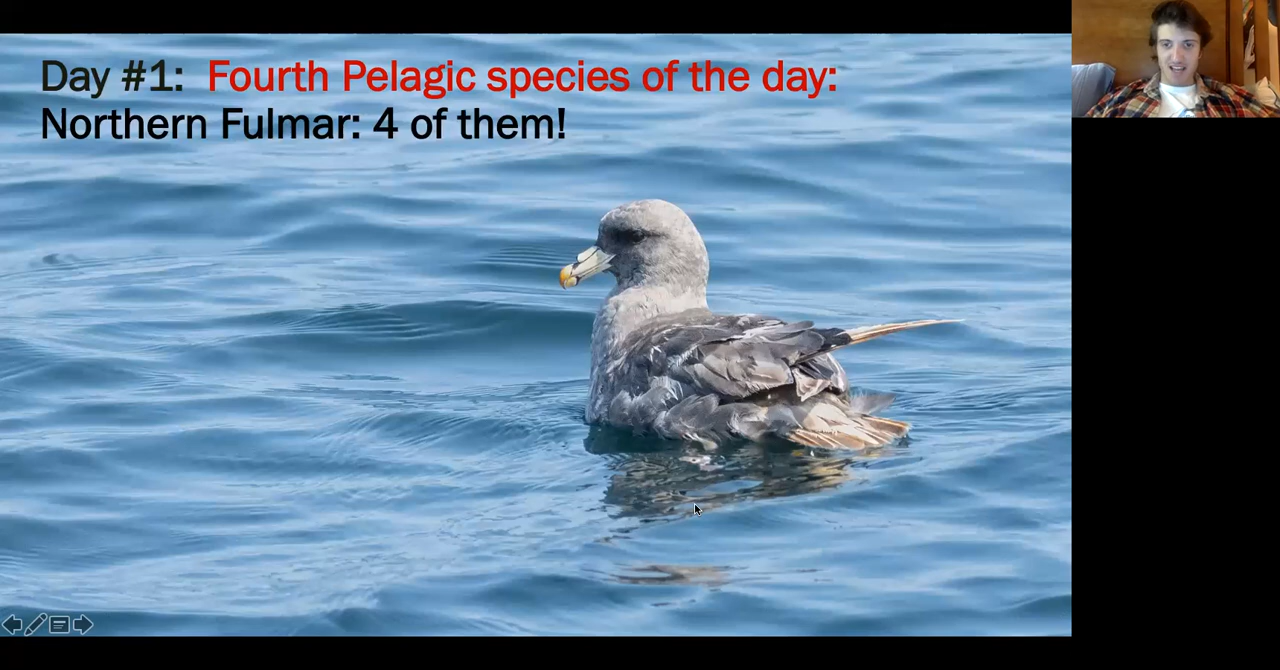 Day #1: Fourth Pelagic species of the day:
Northern Fulmar: 4 of them!